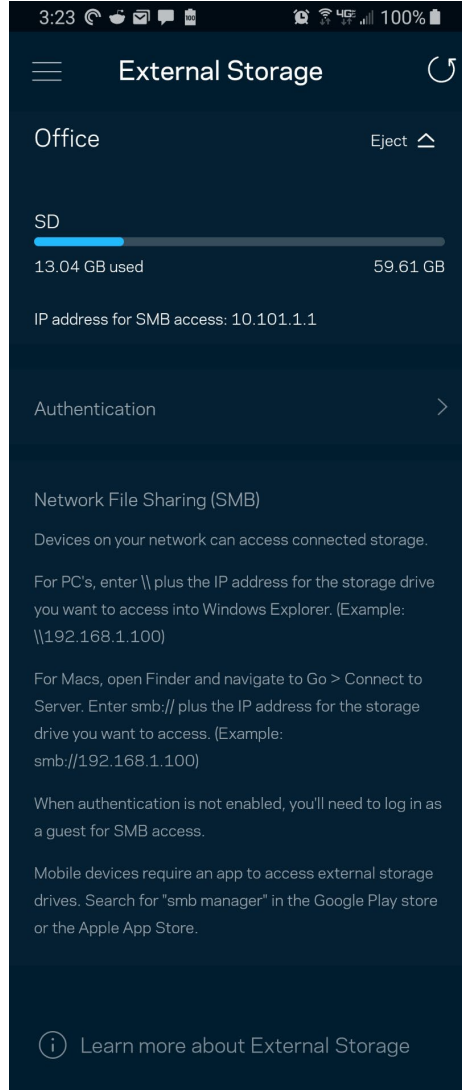 3:23 100%
External Storage
Office Eject
SD
13.04 GB used 59.61 GB
IP address for SMB access: 10.101.1.1
Authentication
Network File Sharing (SMB)
Devices on your network can access connected storage.
For PC's, enter \\ plus the IP address for the storage drive
you want to access into Windows Explorer. (Example:
\\192.168.1.100)
For Macs, open Finder and navigate to Go > Connect to
Server. Enter smb:// plus the IP address for the storage
drive you want to access. (Example:
smb://192.168.1.100)
When authentication is not enabled, you'll need to log in as
a guest for SMB access.
Mobile devices require an app to access external storage
drives. Search for "smb manager" in the Google Play store
or the Apple App Store.
Learn more about External Storage